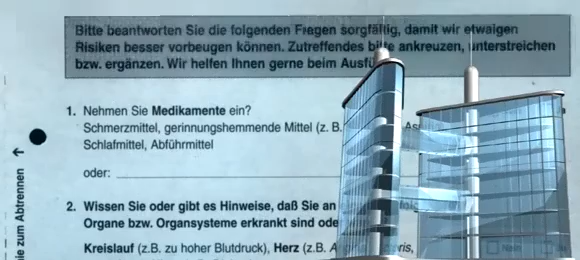 Bitte beantworten Sie die folgenden Fragen sorgfältig, damit wir etwaigen
Risiken besser vorbeugen können. Zutreffendes bitte ankreuzen, unterstreichen
bzw. ergänzen. Wir helfen Ihnen gerne beim
1. Nehmen Sie Medikamente ein?
Schmerzmittel, gerinnungshemmende Mittel (z. B.
Schlafmittel, Abführmittel
oder:
2. Wissen Sie oder gibt es Hinweise, daß Sie an
Organe bzw. Organsysteme erkrankt sind
Kreislauf (z.B. zu hoher Blutdruck), Herz (z.B.
zum Abtrennen ↑